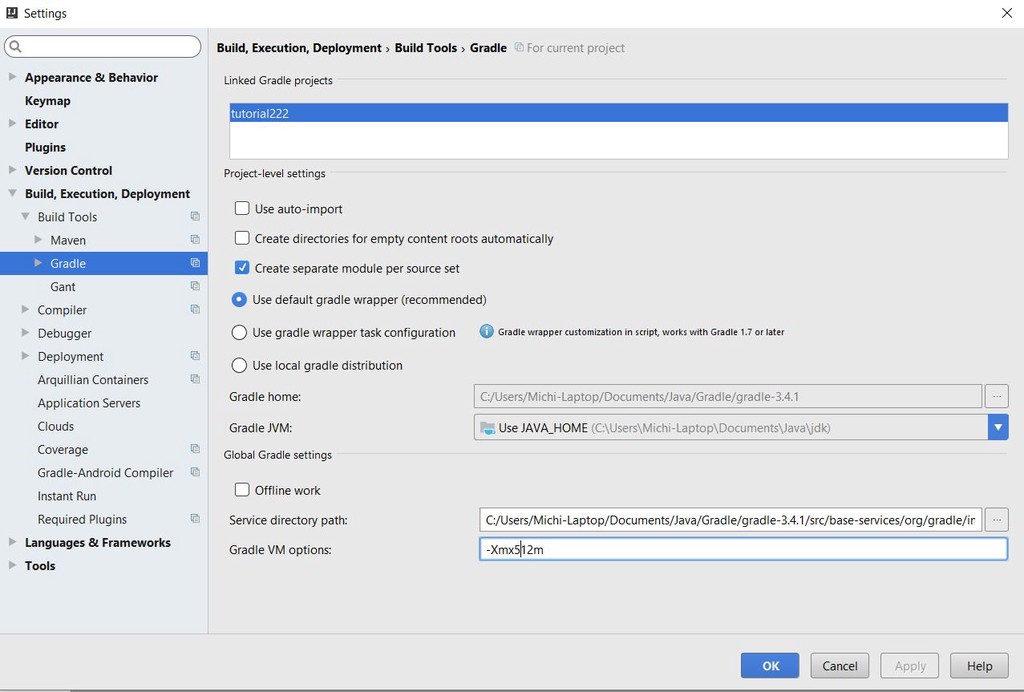 Settings
Build, Execution, Deployment › Build Tools › Gradle For current project
Appearance & Behavior
Keymap
Editor
Plugins
Version Control
Build, Execution, Deployment
Build Tools
Maven
Gradle
Gant
Compiler
Debugger
Deployment
Arquillian Containers
Application Servers
Clouds
Coverage
Gradle-Android Compiler
Instant Run
Required Plugins
Languages & Frameworks
Tools
Linked Gradle projects
tutorial222
Project-level settings
Use auto-import
Create directories for empty content roots automatically
Create separate module per source set
Use default gradle wrapper (recommended)
Use gradle wrapper task configuration Gradle wrapper customization in script, works with Gradle 1.7 or later
Use local gradle distribution
Gradle home: C:/Users/Michi-Laptop/Documents/Java/Gradle/gradle-3.4.1 ...
Gradle JVM: Use JAVA_HOME (C:\Users\Michi-Laptop\Documents\Java\jdk)
Global Gradle settings
Offline work
Service directory path: C:/Users/Michi-Laptop/Documents/Java/Gradle/gradle-3.4.1/src/base-services/org/gradle/ir ...
Gradle VM options: -Xmx512m
OK Cancel Apply Help